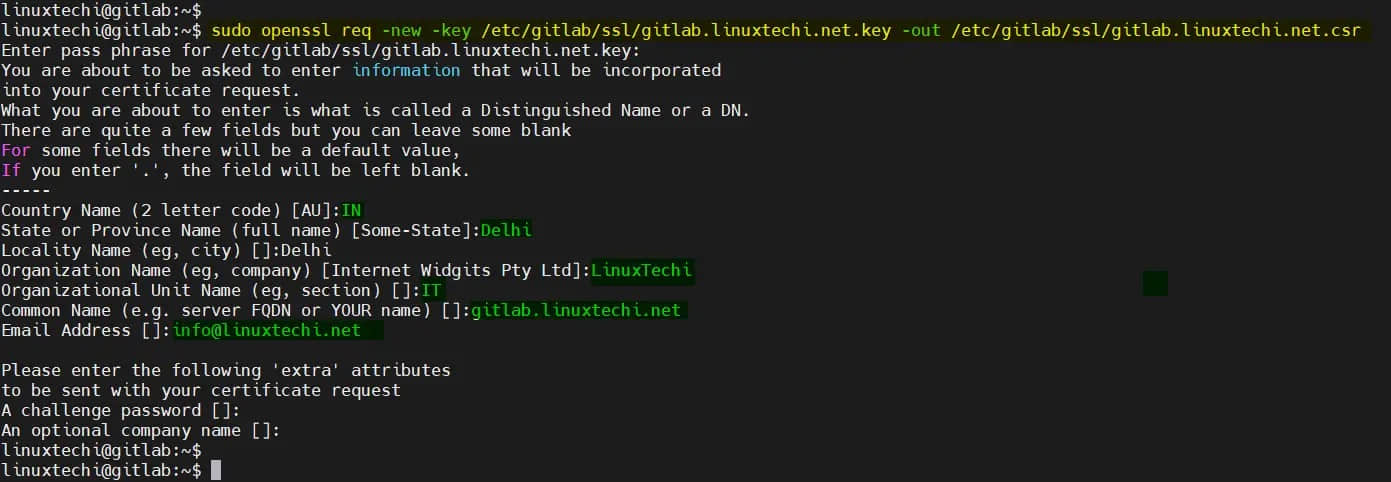 linuxtechi@gitlab:~$
linuxtechi@gitlab:~$ sudo openssl req -new -key /etc/gitlab/ssl/gitlab.linuxtechi.net.key -out /etc/gitlab/ssl/gitlab.linuxtechi.net.csr
Enter pass phrase for /etc/gitlab/ssl/gitlab.linuxtechi.net.key:
You are about to be asked to enter information that will be incorporated
into your certificate request.
What you are about to enter is what is called a Distinguished Name or a DN.
There are quite a few fields but you can leave some blank
For some fields there will be a default value,
If you enter '.', the field will be left blank.
-----
Country Name (2 letter code) [AU]:IN
State or Province Name (full name) [Some-State]:Delhi
Locality Name (eg, city) []:Delhi
Organization Name (eg, company) [Internet Widgits Pty Ltd]:LinuxTechi
Organizational Unit Name (eg, section) []:IT
Common Name (e.g. server FQDN or YOUR name) []:gitlab.linuxtechi.net
Email Address []:info@linuxtechi.net
Please enter the following 'extra' attributes
to be sent with your certificate request
A challenge password []:
An optional company name []:
linuxtechi@gitlab:~$
linuxtechi@gitlab:~$